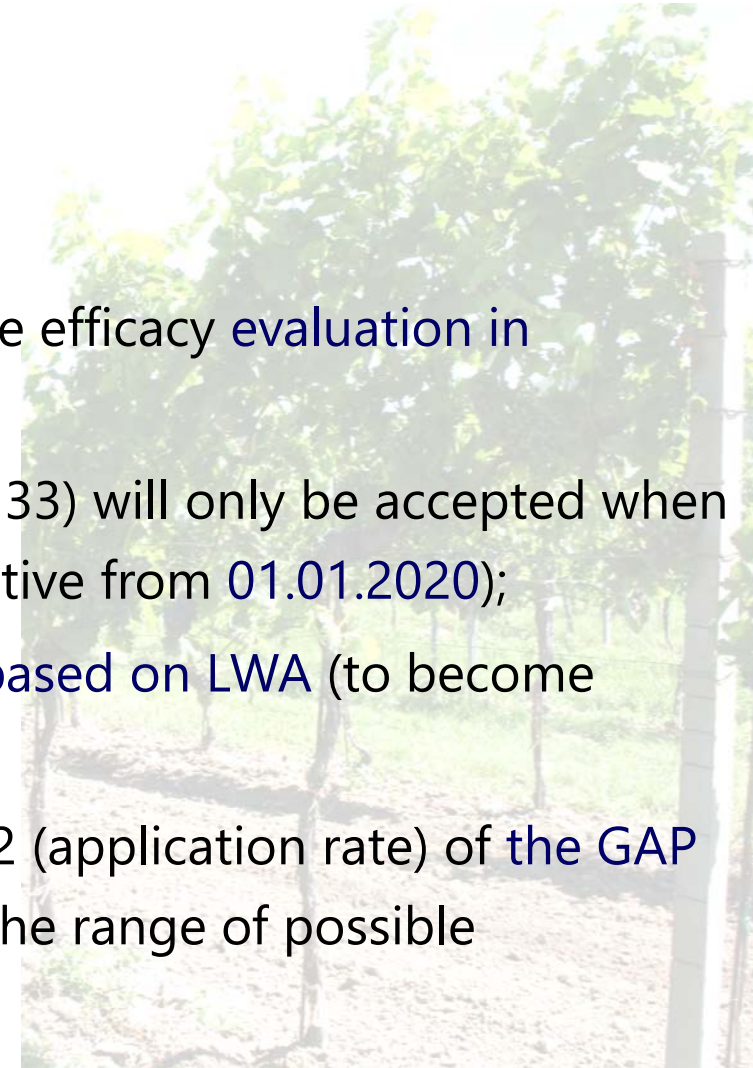 e efficacy evaluation in
33) will only be accepted when
tive from 01.01.2020);
based on LWA (to become
2 (application rate) of the GAP
he range of possible